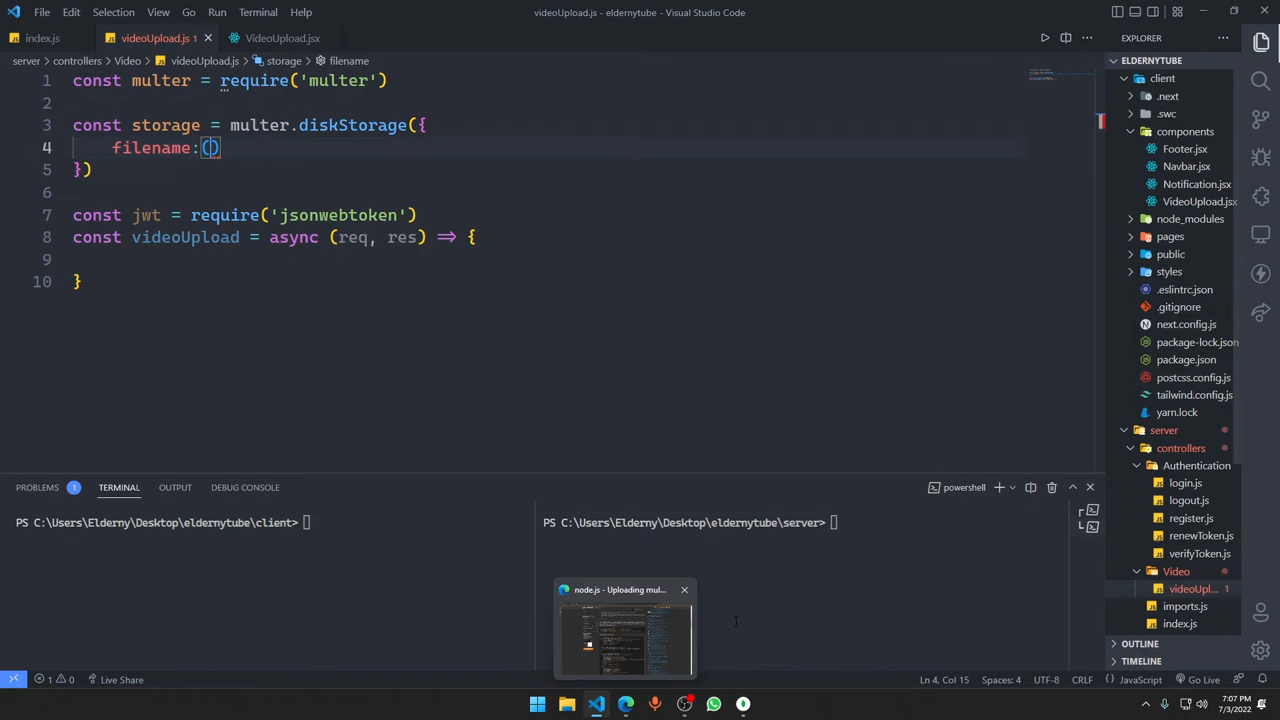 File Edit Selection View Go Run Terminal Help
videoUpload.js - eldernytube - Visual Studio Code
index.js
videoUpload.js 1
VideoUpload.jsx
server > controllers > Video > videoUpload.js > storage > filename
1 const multer = require('multer')
2
3 const storage = multer.diskStorage({
4 filename:()
5 })
6
7 const jwt = require('jsonwebtoken')
8 const videoUpload = async (req, res) => {
9
10 }
PROBLEMS 1 TERMINAL OUTPUT DEBUG CONSOLE
powershell
PS C:\Users\Elderny\Desktop\eldernytube\client>
PS C:\Users\Elderny\Desktop\eldernytube\server>
node.js - Uploading mul...
EXPLORER
ELDERNYTUBE
client
.next
.swc
components
Footer.jsx
Navbar.jsx
Notification.jsx
VideoUpload.jsx
node_modules
pages
public
styles
.eslintrc.json
.gitignore
next.config.js
package-lock.json
package.json
postcss.config.js
tailwind.config.js
yarn.lock
server
controllers
Authentication
login.js
logout.js
register.js
renewToken.js
verifyToken.js
Video
videoUpl... 1
imports.js
index.js
OUTLINE
TIMELINE
Live Share
Ln 4, Col 15 Spaces: 4 UTF-8 CRLF JavaScript Go Live
7:07 PM
7/3/2022